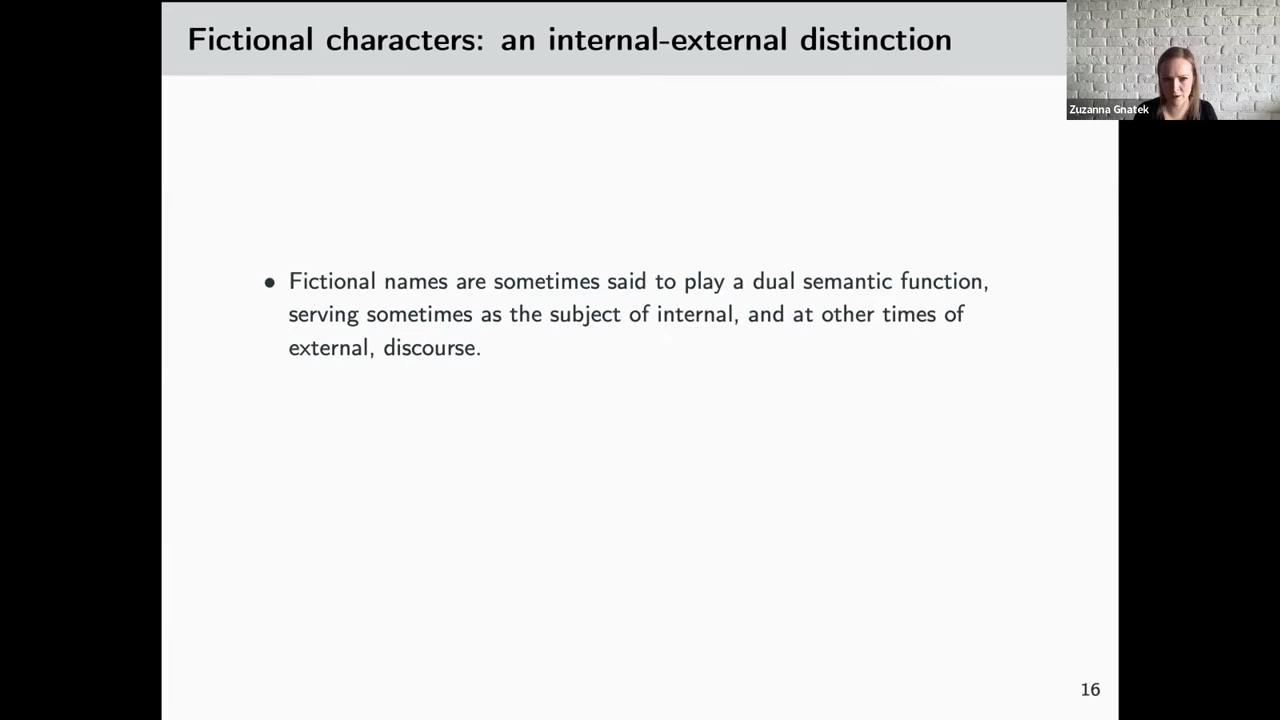 Fictional characters: an internal-external distinction
Zuzanna Gnatek
• Fictional names are sometimes said to play a dual semantic function,
serving sometimes as the subject of internal, and at other times of
external, discourse.
16